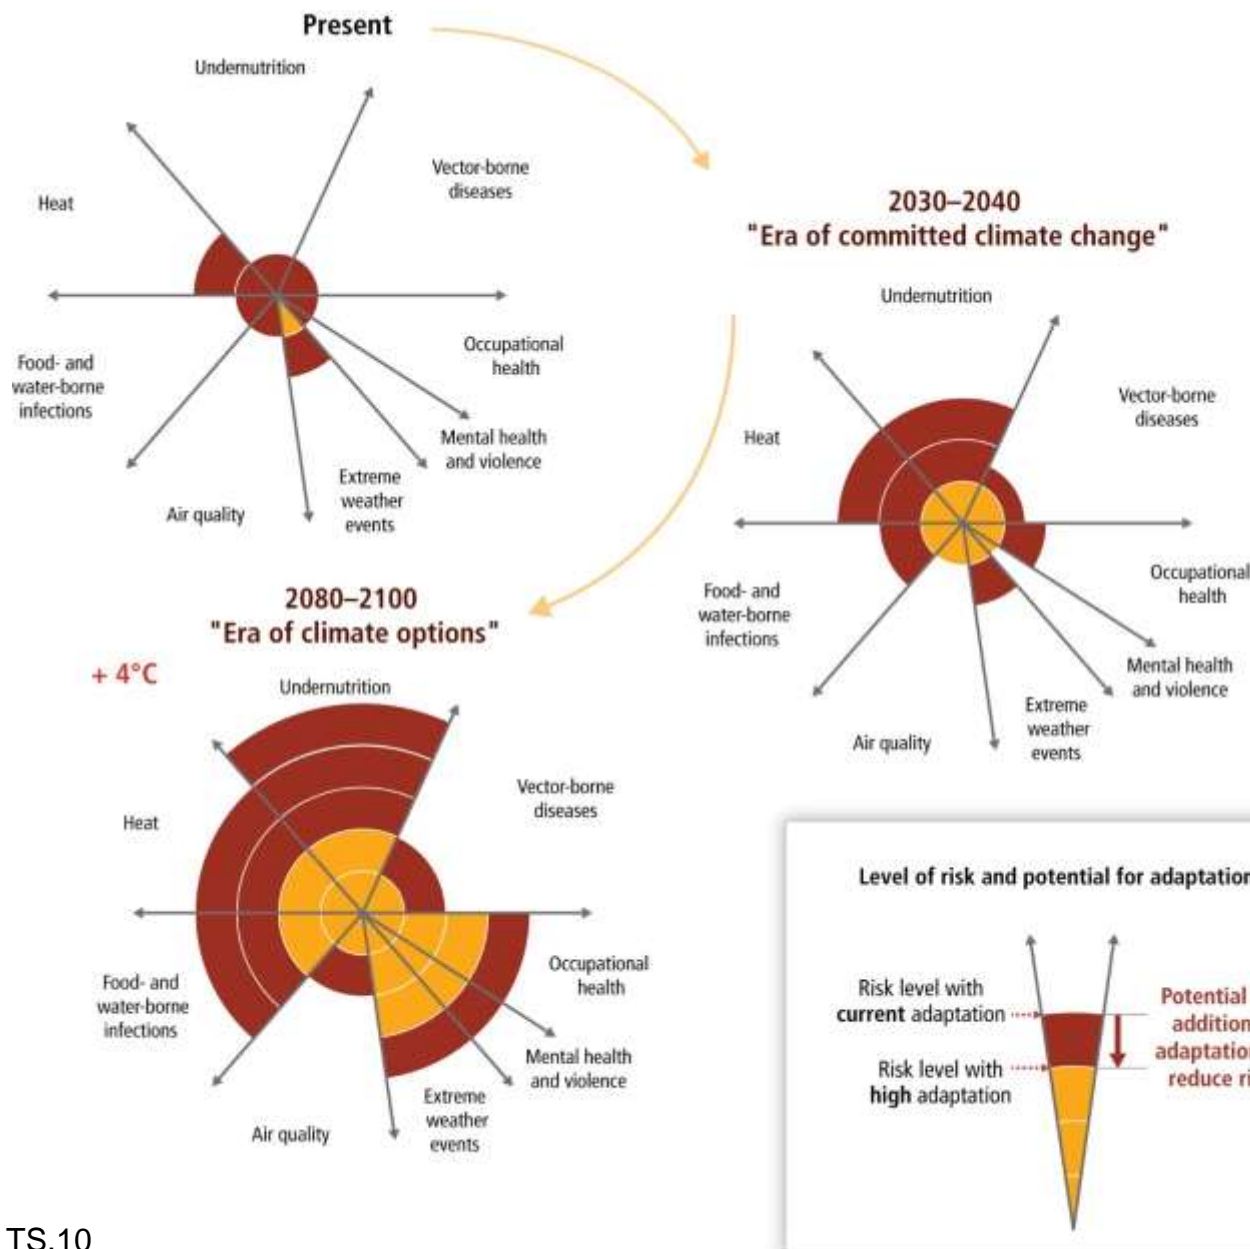 Present
Undernutrition
Vector-borne
diseases
Heat
Occupational
health
Food- and
water-borne
infections
Mental health
and violence
Extreme
weather
events
Air quality
2030–2040
"Era of committed climate change"
Undernutrition
Vector-borne
diseases
Heat
Occupational
health
Food- and
water-borne
infections
Mental health
and violence
Extreme
weather
events
Air quality
2080–2100
"Era of climate options"
+ 4°C
Undernutrition
Vector-borne
diseases
Heat
Occupational
health
Food- and
water-borne
infections
Mental health
and violence
Extreme
weather
events
Air quality
Level of risk and potential for adaptation
Risk level with
current adaptation
Risk level with
high adaptation
Potential
addition
adaptation
reduce ri
TS.10